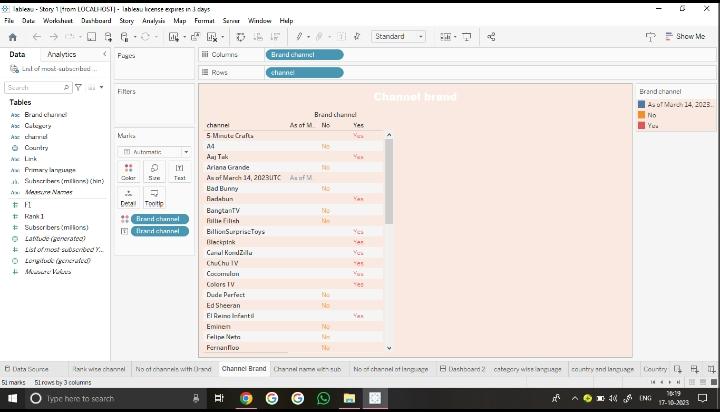 Tableau - Story 1 [from LOCALHOST] - Tableau license expires in 3 days
File Data Worksheet Dashboard Story Analysis Map Format Server Window Help
Standard
Show Me
Data Analytics
List of most-subscribed ...
Search
Tables
Abc Brand channel
Abc Category
Abc channel
Country
Abc Link
Abc Primary language
Subscribers (millions) (bin)
Abc Measure Names
F1
Rank1
Subscribers (millions)
Latitude (generated)
List of most-subscribed Y...
Longitude (generated)
Measure Values
Pages
Filters
Marks
Automatic
Color Size Text
Detail Tooltip
Brand channel
Brand channel
Columns Brand channel
Rows channel
Channel brand
Brand channel
channel As of M.. No Yes
5-Minute Crafts Yes
A4 No
Aaj Tak Yes
Ariana Grande No
As of March 14, 2023UTC As of M..
Bad Bunny No
Badabun Yes
BangtanTV No
Billie Eilish No
BillionSurpriseToys Yes
Blackpink Yes
Canal KondZilla Yes
ChuChu TV Yes
Cocomelon Yes
Colors TV Yes
Dude Perfect No
Ed Sheeran No
El Reino Infantil Yes
Eminem No
Felipe Neto No
Fernanfloo No
Brand channel
As of March 14, 2023..
No
Yes
Data Source Rank wise channel No of channels with Brand Channel Brand Channel name with sub No of channel of language Dashboard 2 category wise language country and language Country
51 marks 51 rows by 3 columns
Type here to search
ENG
16:19
17-10-2023